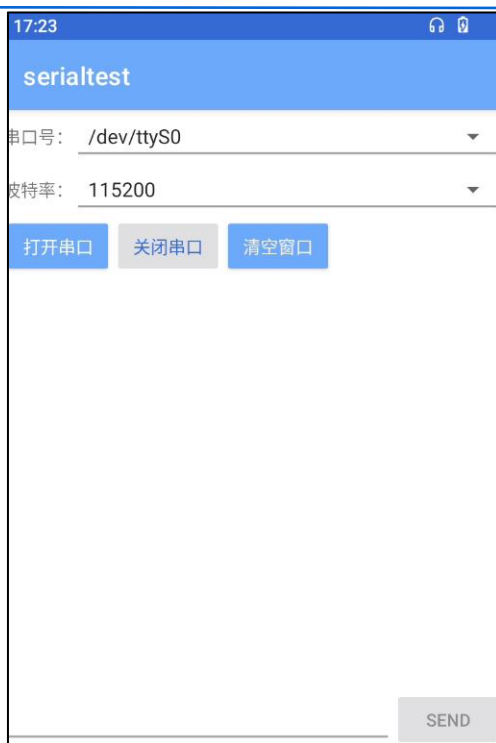 17:23
serialtest
串口号： /dev/ttyS0
波特率： 115200
打开串口 关闭串口 清空窗口
SEND